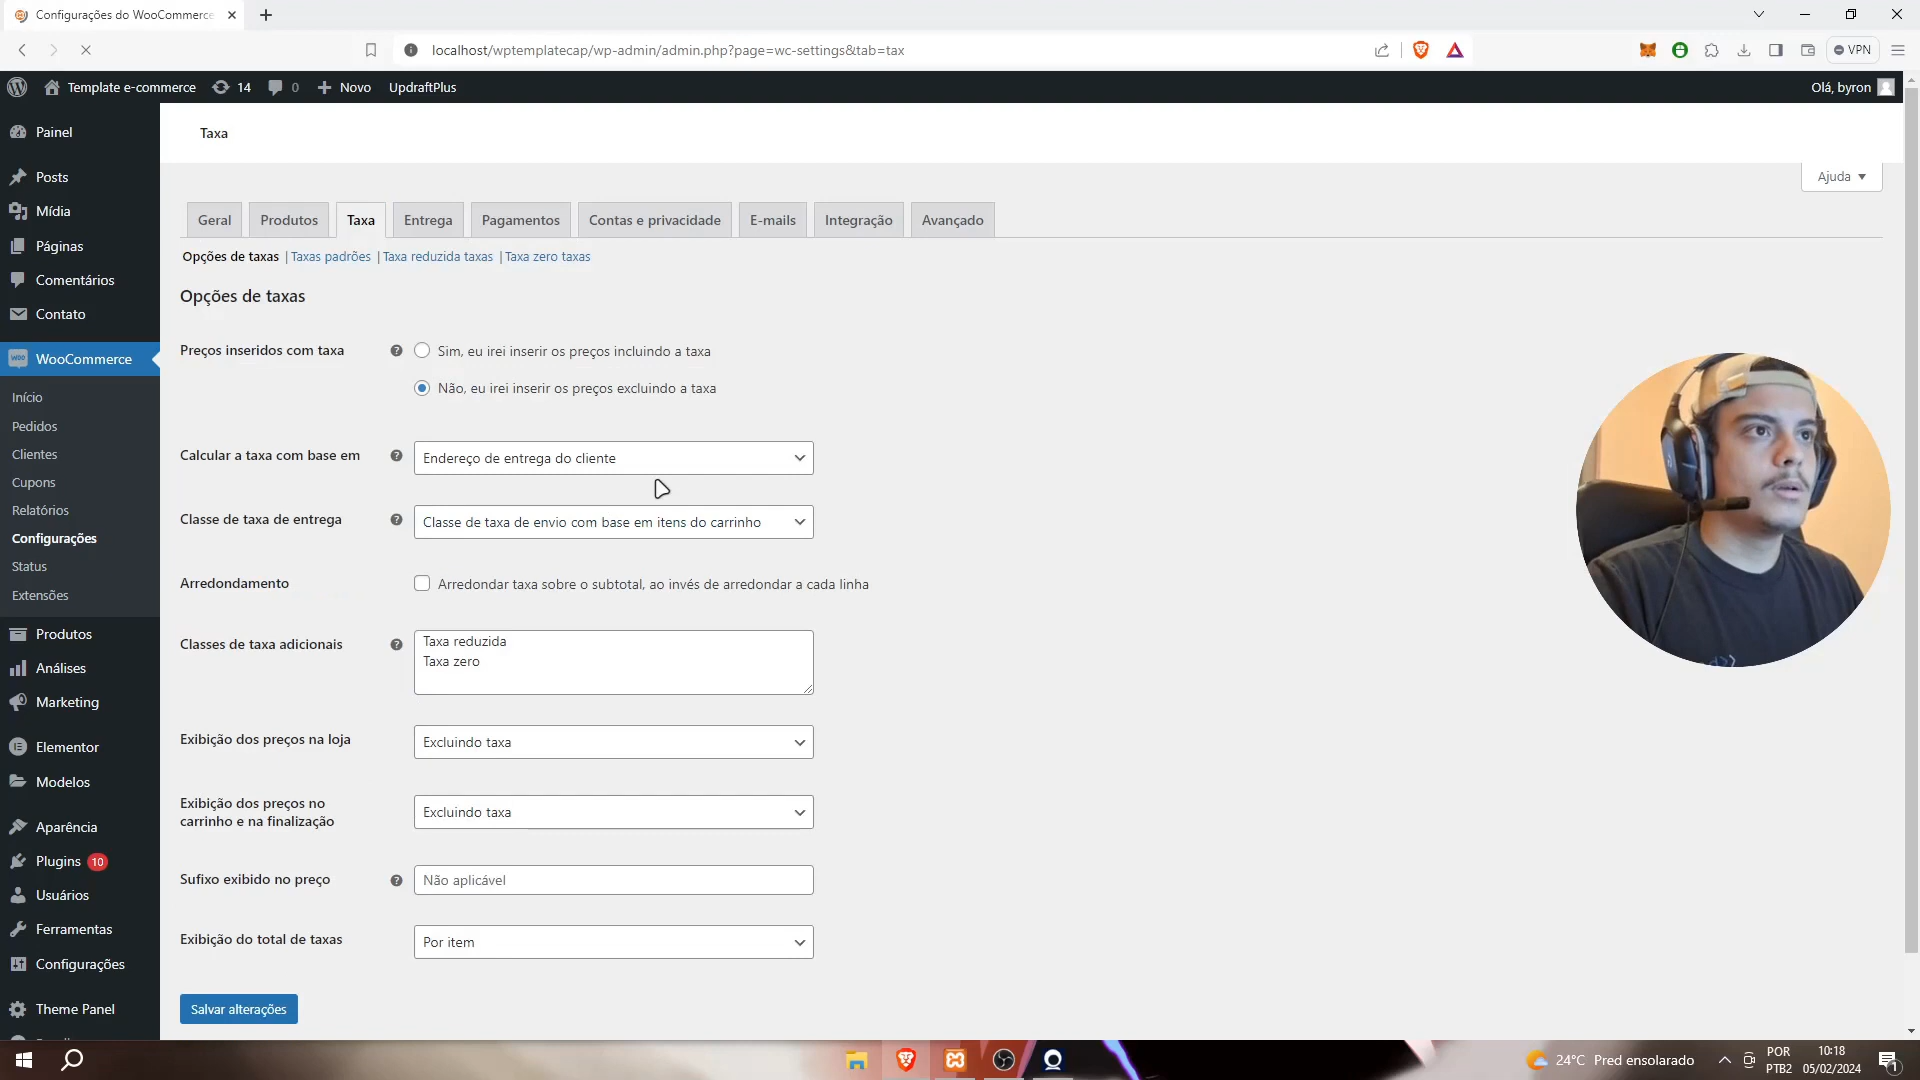 Configurações do WooCommerce
localhost/wptemplatecap/wp-admin/admin.php?page=wc-settings&tab=tax
VPN
Template e-commerce
14
0
Novo
UpdraftPlus
Olá, byron
Painel
Posts
Mídia
Páginas
Comentários
Contato
WooCommerce
Início
Pedidos
Clientes
Cupons
Relatórios
Configurações
Status
Extensões
Produtos
Análises
Marketing
Elementor
Modelos
Aparência
Plugins 10
Usuários
Ferramentas
Configurações
Theme Panel
Taxa
Ajuda
Geral
Produtos
Taxa
Entrega
Pagamentos
Contas e privacidade
E-mails
Integração
Avançado
Opções de taxas | Taxas padrões | Taxa reduzida taxas | Taxa zero taxas
Opções de taxas
Preços inseridos com taxa
Sim, eu irei inserir os preços incluindo a taxa
Não, eu irei inserir os preços excluindo a taxa
Calcular a taxa com base em
Endereço de entrega do cliente
Classe de taxa de entrega
Classe de taxa de envio com base em itens do carrinho
Arredondamento
Arredondar taxa sobre o subtotal, ao invés de arredondar a cada linha
Classes de taxa adicionais
Taxa reduzida
Taxa zero
Exibição dos preços na loja
Excluindo taxa
Exibição dos preços no
carrinho e na finalização
Excluindo taxa
Sufixo exibido no preço
Não aplicável
Exibição do total de taxas
Por item
Salvar alterações
24°C Pred ensolarado
POR
PTB2
10:18
05/02/2024
1